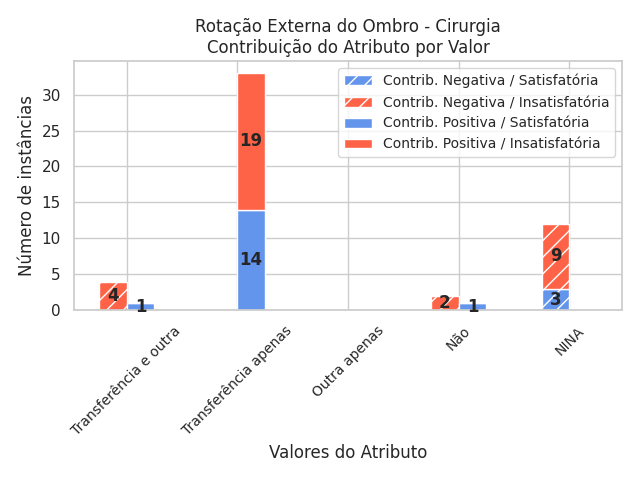 Rotação Externa do Ombro - Cirurgia
Contribuição do Atributo por Valor
Contrib. Negativa / Satisfatória
Contrib. Negativa / Insatisfatória
Contrib. Positiva / Satisfatória
Contrib. Positiva / Insatisfatória
Número de instâncias
30
25
20
15
10
5
0
4
1
19
14
2
1
9
3
Transferência e outra
Transferência apenas
Outra apenas
Não
NINA
Valores do Atributo